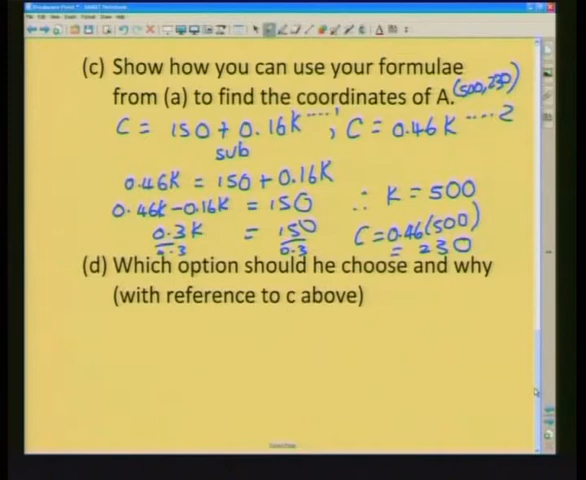 (c) Show how you can use your formulae
from (a) to find the coordinates of A. (500, 230)
C = 150 + 0.16K ....1 , C = 0.46K ....2
sub
0.46K = 150 + 0.16K
0.46K - 0.16K = 150 ∴ K = 500
0.3K = 150 C = 0.46(500)
0.3 0.3 = 230
(d) Which option should he choose and why
(with reference to c above)